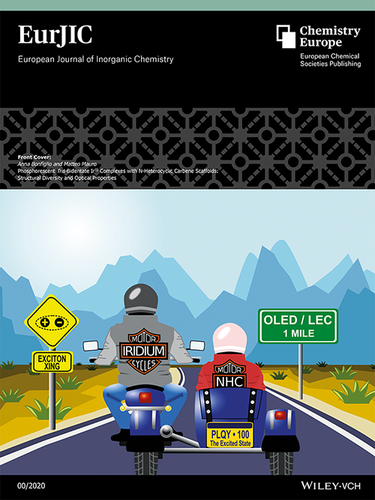 EurJIC
European Journal of Inorganic Chemistry
Chemistry
Europe
European Chemical
Societies Publishing
Front Cover:
Anna Bonfiglio and Matteo Mauro
Phosphorescent Tris-Bidentate IrIII Complexes with N-Heterocyclic Carbene Scaffolds:
Structural Diversity and Optical Properties
EXCITON
XING
MOTOR
IRIDIUM
CYCLES
MOTOR
NHC
OLED / LEC
1 MILE
PLQY • 100
The Excited State
00/2020
WILEY-VCH